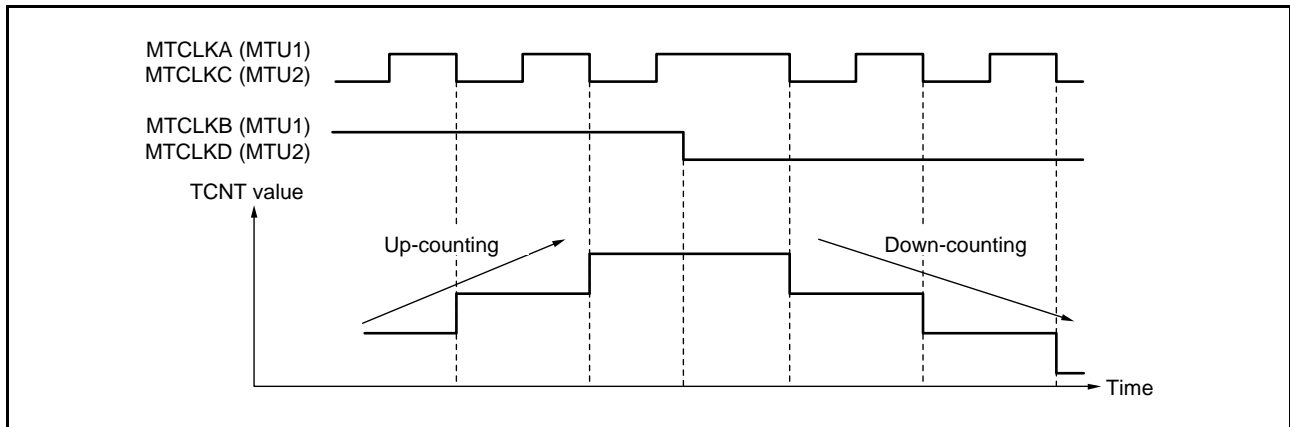 MTCLKA (MTU1)
MTCLKC (MTU2)
MTCLKB (MTU1)
MTCLKD (MTU2)
TCNT value
Up-counting
Down-counting
Time